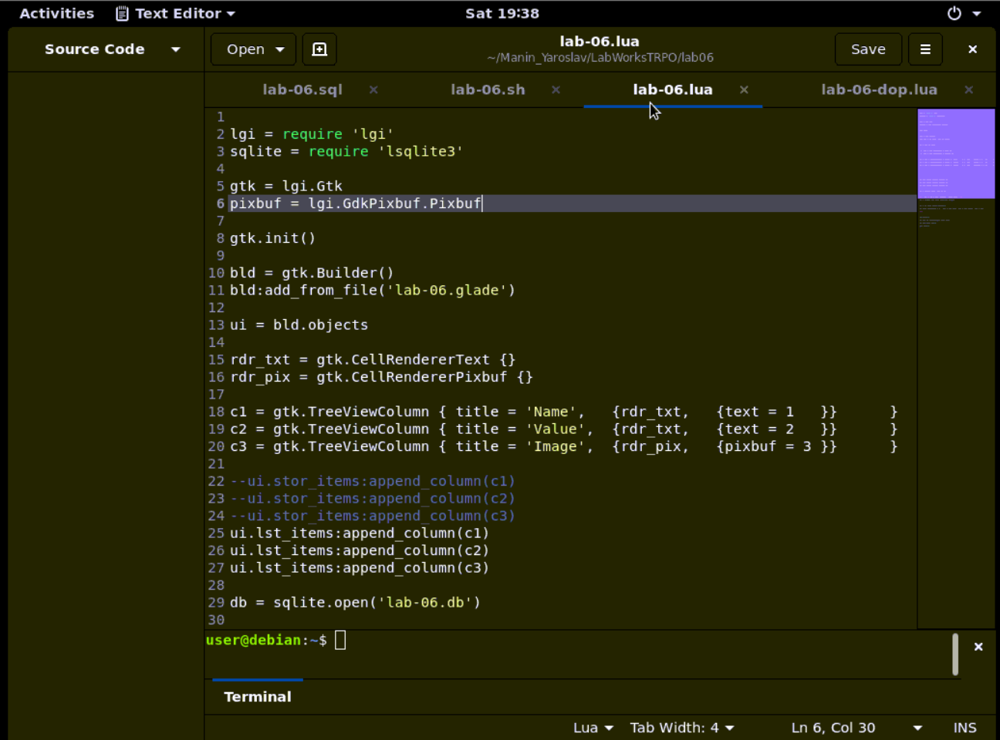 Activities Text Editor Sat 19:38
Source Code Open lab-06.lua Save
~/Manin_Yaroslav/LabWorksTRPO/lab06
lab-06.sql lab-06.sh lab-06.lua lab-06-dop.lua
1
2 lgi = require 'lgi'
3 sqlite = require 'lsqlite3'
4
5 gtk = lgi.Gtk
6 pixbuf = lgi.GdkPixbuf.Pixbuf
7
8 gtk.init()
9
10 bld = gtk.Builder()
11 bld:add_from_file('lab-06.glade')
12
13 ui = bld.objects
14
15 rdr_txt = gtk.CellRendererText {}
16 rdr_pix = gtk.CellRendererPixbuf {}
17
18 c1 = gtk.TreeViewColumn { title = 'Name',   {rdr_txt,   {text = 1   }}      }
19 c2 = gtk.TreeViewColumn { title = 'Value',  {rdr_txt,   {text = 2   }}      }
20 c3 = gtk.TreeViewColumn { title = 'Image',  {rdr_pix,   {pixbuf = 3 }}      }
21
22 --ui.stor_items:append_column(c1)
23 --ui.stor_items:append_column(c2)
24 --ui.stor_items:append_column(c3)
25 ui.lst_items:append_column(c1)
26 ui.lst_items:append_column(c2)
27 ui.lst_items:append_column(c3)
28
29 db = sqlite.open('lab-06.db')
30
user@debian:~$
Terminal
Lua Tab Width: 4 Ln 6, Col 30 INS